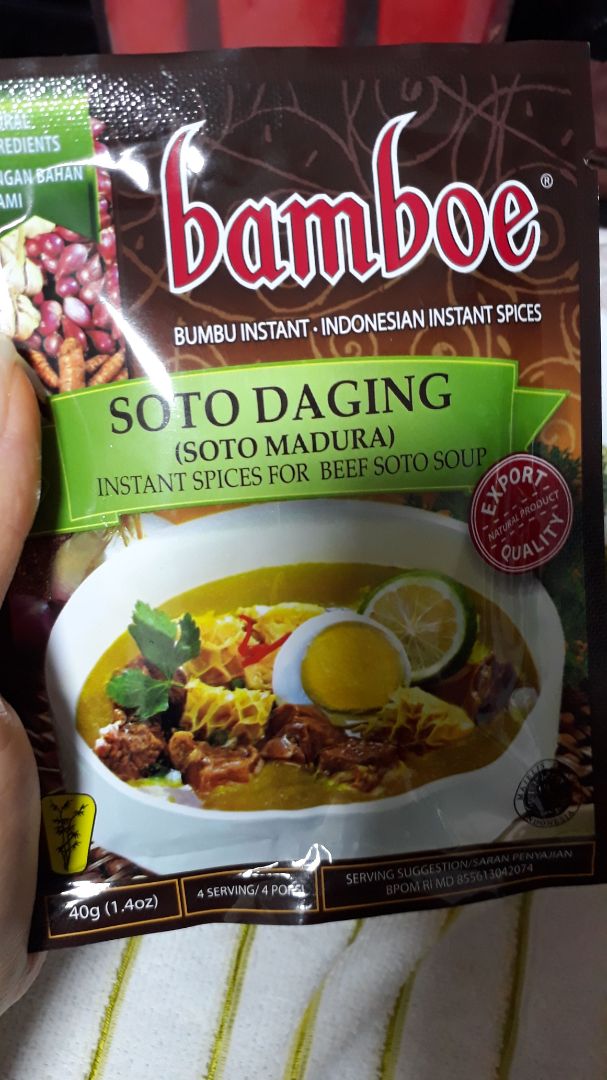 REDIENTS
NGAN BAHAN
AMI
bamboe®
BUMBU INSTANT • INDONESIAN INSTANT SPICES
SOTO DAGING
(SOTO MADURA)
INSTANT SPICES FOR BEEF SOTO SOUP
EXPORT
NATURAL PRODUCT
QUALITY
MAJELIS
INDONESIA
40g (1.4oz)
4 SERVING/ 4 PORSI
SERVING SUGGESTION/SARAN PENYAJIAN
BPOM RI MD 855613042074